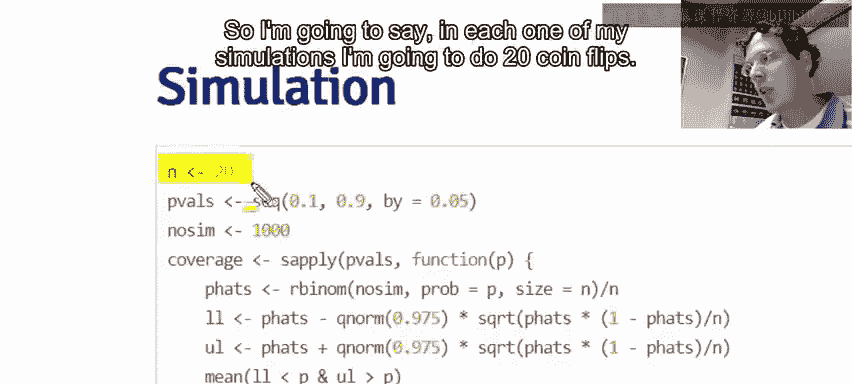 So I'm going to say, in each one of my
simulations I'm going to do 20 coin flips.
Simulation
n <- 20
pvals <- seq(0.1, 0.9, by = 0.05)
nosim <- 1000
coverage <- sapply(pvals, function(p) {
phats <- rbinom(nosim, prob = p, size = n)/n
ll <- phats - qnorm(0.975) * sqrt(phats * (1 - phats)/n)
ul <- phats + qnorm(0.975) * sqrt(phats * (1 - phats)/n)
mean(ll < p & ul > p)